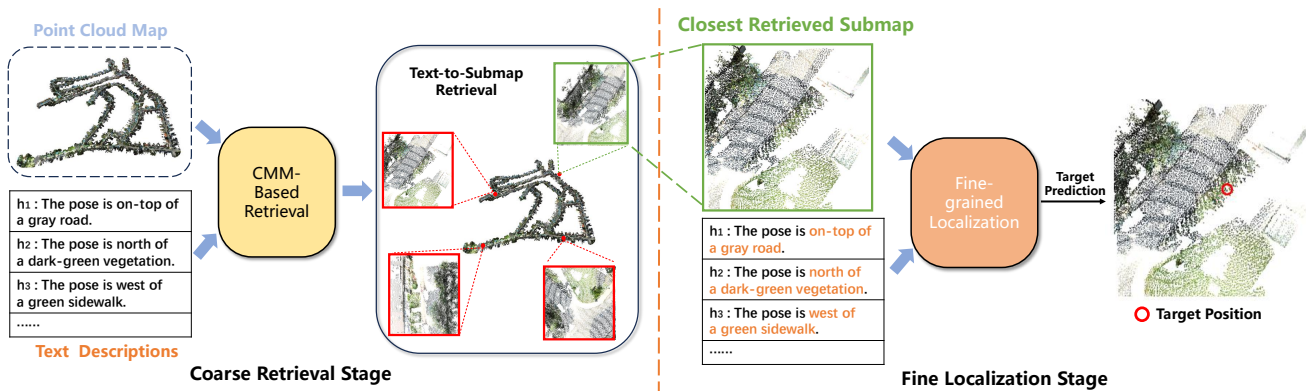 Point Cloud Map
h₁ : The pose is on-top of
a gray road.
h₂ : The pose is north of
a dark-green vegetation.
h₃ : The pose is west of
a green sidewalk.
......
Text Descriptions
CMM-
Based
Retrieval
Text-to-Submap
Retrieval
Coarse Retrieval Stage
Closest Retrieved Submap
h₁ : The pose is on-top of
a gray road.
h₂ : The pose is north of
a dark-green vegetation.
h₃ : The pose is west of
a green sidewalk.
......
Fine-
grained
Localization
Target
Prediction
Target Position
Fine Localization Stage